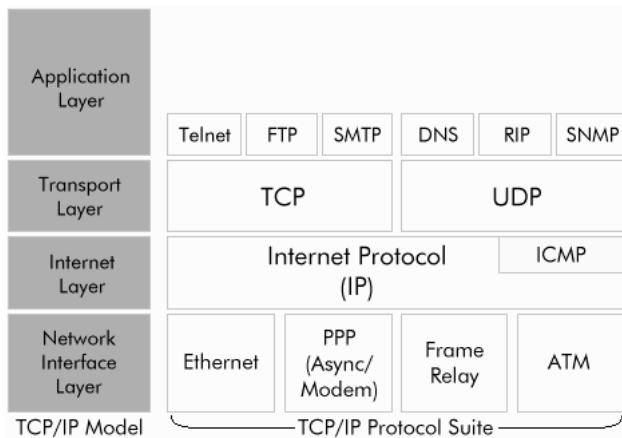 Application
Layer
Telnet FTP SMTP DNS RIP SNMP
Transport
Layer
TCP UDP
Internet
Layer
Internet Protocol
(IP)
ICMP
Network
Interface
Layer
Ethernet
PPP
(Async/
Modem)
Frame
Relay
ATM
TCP/IP Model
TCP/IP Protocol Suite